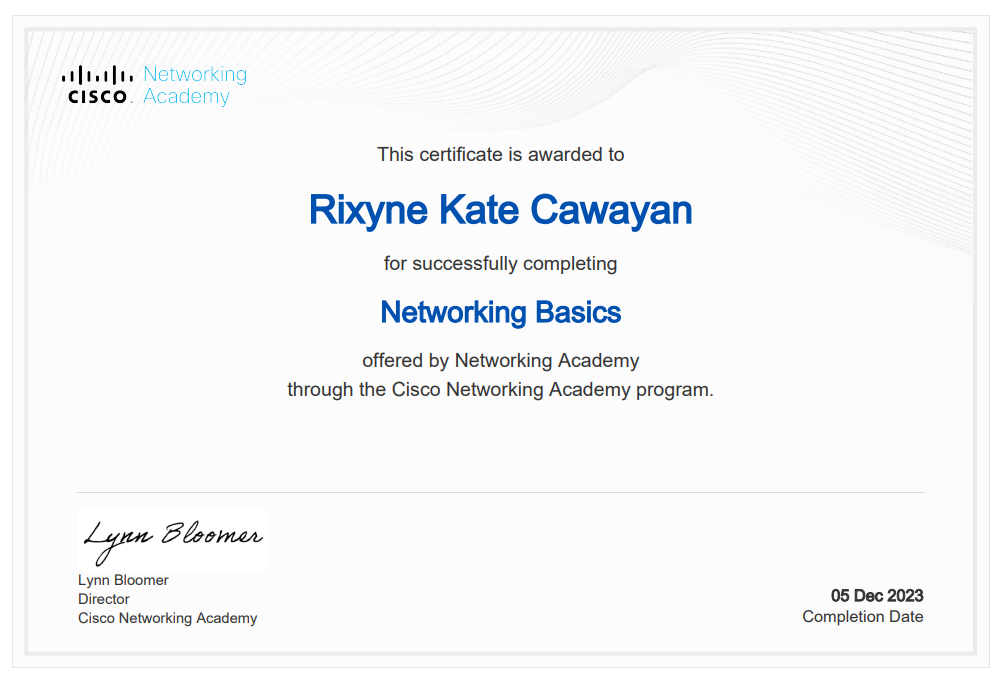 CISCO. Networking
Academy
This certificate is awarded to
Rixyne Kate Cawayan
for successfully completing
Networking Basics
offered by Networking Academy
through the Cisco Networking Academy program.
Lynn Bloomer
Lynn Bloomer
Director
Cisco Networking Academy
05 Dec 2023
Completion Date